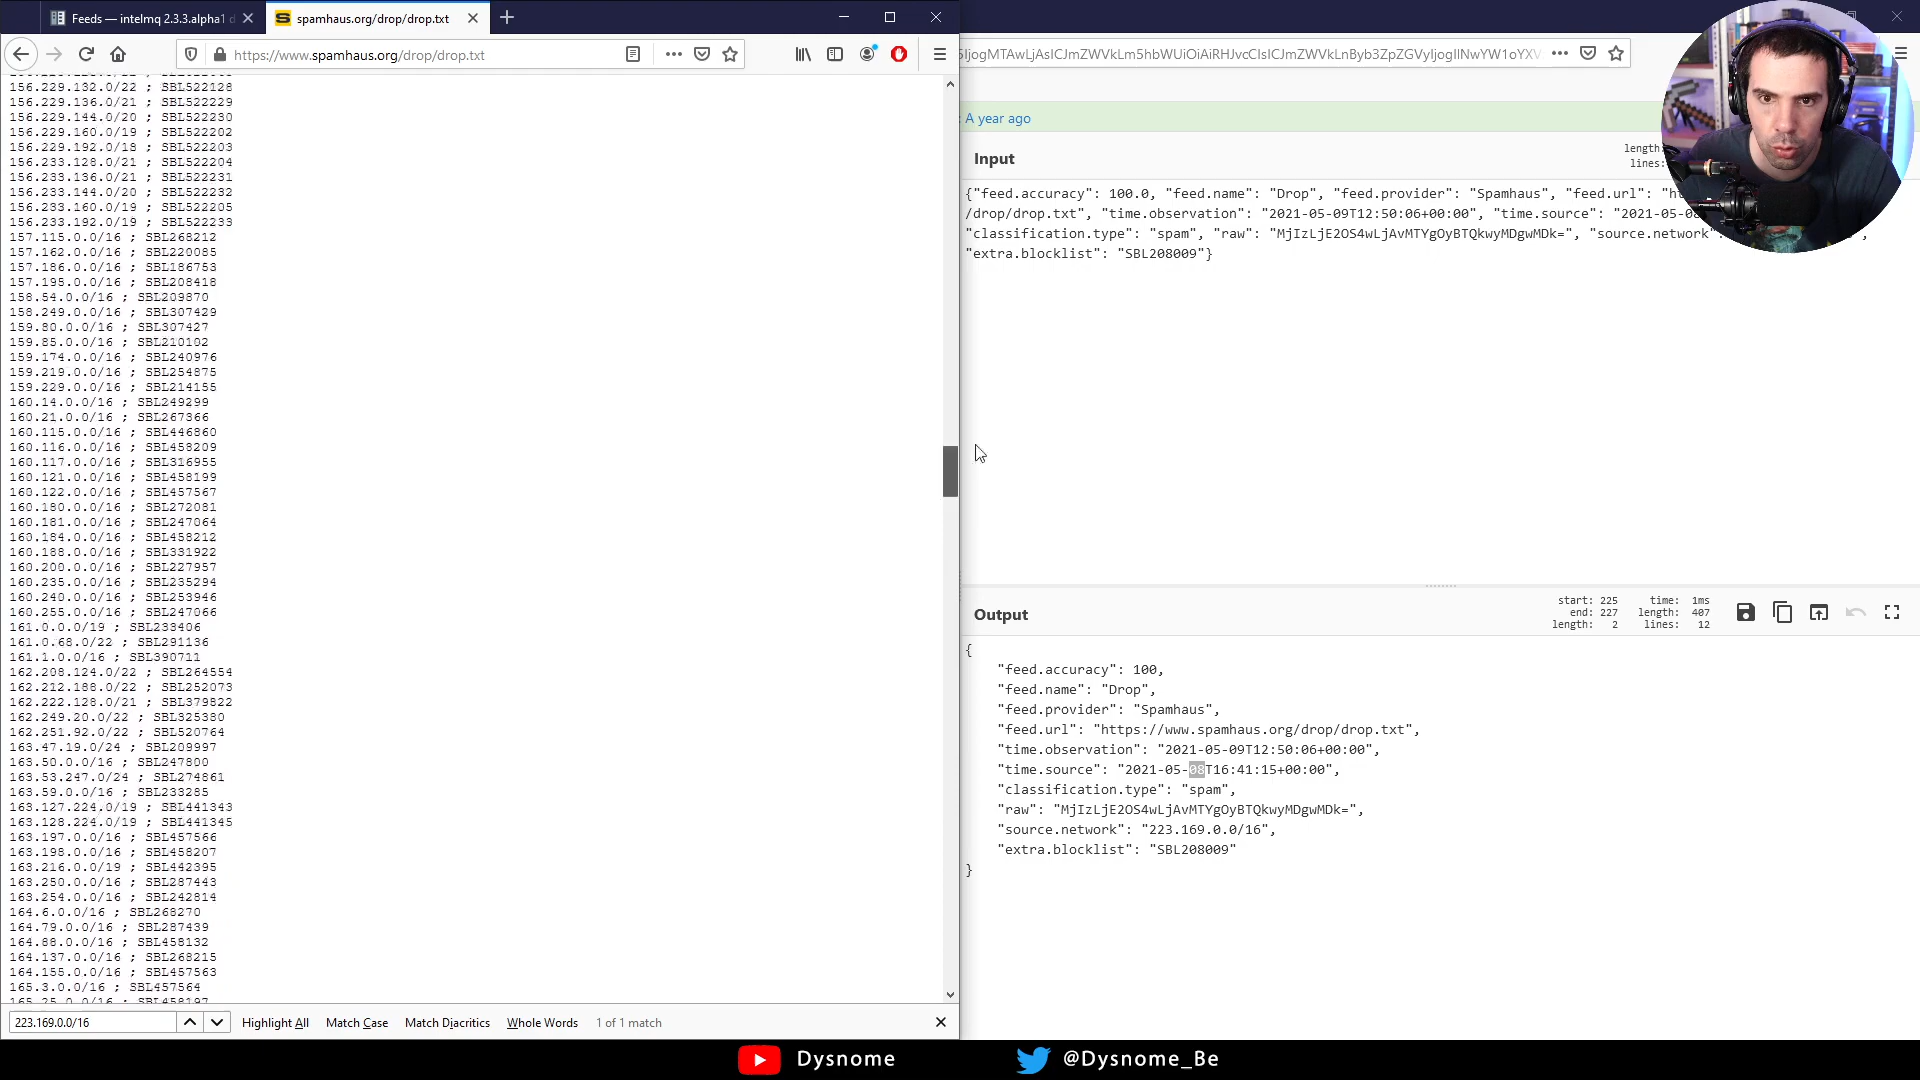 Feeds — intelmq 2.3.3.alpha1 d
spamhaus.org/drop/drop.txt
https://www.spamhaus.org/drop/drop.txt
156.229.132.0/22 ; SBL522128
156.229.136.0/21 ; SBL522229
156.229.144.0/20 ; SBL522230
156.229.160.0/19 ; SBL522202
156.229.192.0/18 ; SBL522203
156.233.128.0/21 ; SBL522204
156.233.136.0/21 ; SBL522231
156.233.144.0/20 ; SBL522232
156.233.160.0/19 ; SBL522205
156.233.192.0/19 ; SBL522233
157.115.0.0/16 ; SBL268212
157.162.0.0/16 ; SBL220085
157.186.0.0/16 ; SBL186753
157.195.0.0/16 ; SBL208418
158.54.0.0/16 ; SBL209870
158.249.0.0/16 ; SBL307429
159.80.0.0/16 ; SBL307427
159.85.0.0/16 ; SBL210102
159.174.0.0/16 ; SBL240976
159.219.0.0/16 ; SBL254875
159.229.0.0/16 ; SBL214155
160.14.0.0/16 ; SBL249299
160.21.0.0/16 ; SBL267366
160.115.0.0/16 ; SBL446860
160.116.0.0/16 ; SBL458209
160.117.0.0/16 ; SBL316955
160.121.0.0/16 ; SBL458199
160.122.0.0/16 ; SBL457567
160.180.0.0/16 ; SBL272081
160.181.0.0/16 ; SBL247064
160.184.0.0/16 ; SBL458212
160.188.0.0/16 ; SBL331922
160.200.0.0/16 ; SBL227957
160.235.0.0/16 ; SBL235294
160.240.0.0/16 ; SBL253946
160.255.0.0/16 ; SBL247066
161.0.0.0/19 ; SBL233406
161.0.68.0/22 ; SBL291136
161.1.0.0/16 ; SBL390711
162.208.124.0/22 ; SBL264554
162.212.188.0/22 ; SBL252073
162.222.128.0/21 ; SBL379822
162.249.20.0/22 ; SBL325380
162.251.92.0/22 ; SBL520764
163.47.19.0/24 ; SBL209997
163.50.0.0/16 ; SBL247800
163.53.247.0/24 ; SBL274861
163.59.0.0/16 ; SBL233285
163.127.224.0/19 ; SBL441343
163.128.224.0/19 ; SBL441345
163.197.0.0/16 ; SBL457566
163.198.0.0/16 ; SBL458207
163.216.0.0/19 ; SBL442395
163.250.0.0/16 ; SBL287443
163.254.0.0/16 ; SBL242814
164.6.0.0/16 ; SBL268270
164.79.0.0/16 ; SBL287439
164.88.0.0/16 ; SBL458132
164.137.0.0/16 ; SBL268215
164.155.0.0/16 ; SBL457563
165.3.0.0/16 ; SBL457564
165.25.0.0/16 ; SBL458197
223.169.0.0/16
Highlight All
Match Case
Match Diacritics
Whole Words
1 of 1 match
A year ago
Input
length:
lines:
{"feed.accuracy": 100.0, "feed.name": "Drop", "feed.provider": "Spamhaus", "feed.url":
/drop/drop.txt", "time.observation": "2021-05-09T12:50:06+00:00", "time.source": "2021-05-08
"classification.type": "spam", "raw": "MjIzLjE2OS4wLjAvMTYgOyBTQkwyMDgwMDk=", "source.network":
"extra.blocklist": "SBL208009"}
Output
start: 225
end: 227
length: 2
time: 1ms
length: 407
lines: 12
{
"feed.accuracy": 100,
"feed.name": "Drop",
"feed.provider": "Spamhaus",
"feed.url": "https://www.spamhaus.org/drop/drop.txt",
"time.observation": "2021-05-09T12:50:06+00:00",
"time.source": "2021-05-08T16:41:15+00:00",
"classification.type": "spam",
"raw": "MjIzLjE2OS4wLjAvMTYgOyBTQkwyMDgwMDk=",
"source.network": "223.169.0.0/16",
"extra.blocklist": "SBL208009"
}
Dysnome
@Dysnome_Be